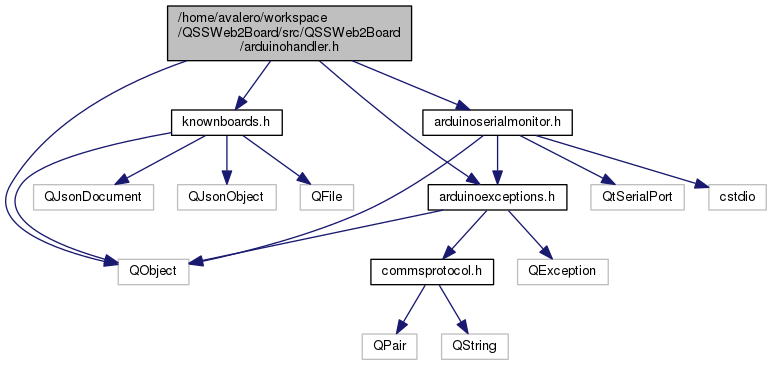 /home/avalero/workspace
/QSSWeb2Board/src/QSSWeb2Board
/arduinohandler.h
knownboards.h
arduinoserialmonitor.h
QJsonDocument
QJsonObject
QFile
arduinoexceptions.h
QtSerialPort
cstdio
QObject
commsprotocol.h
QException
QPair
QString